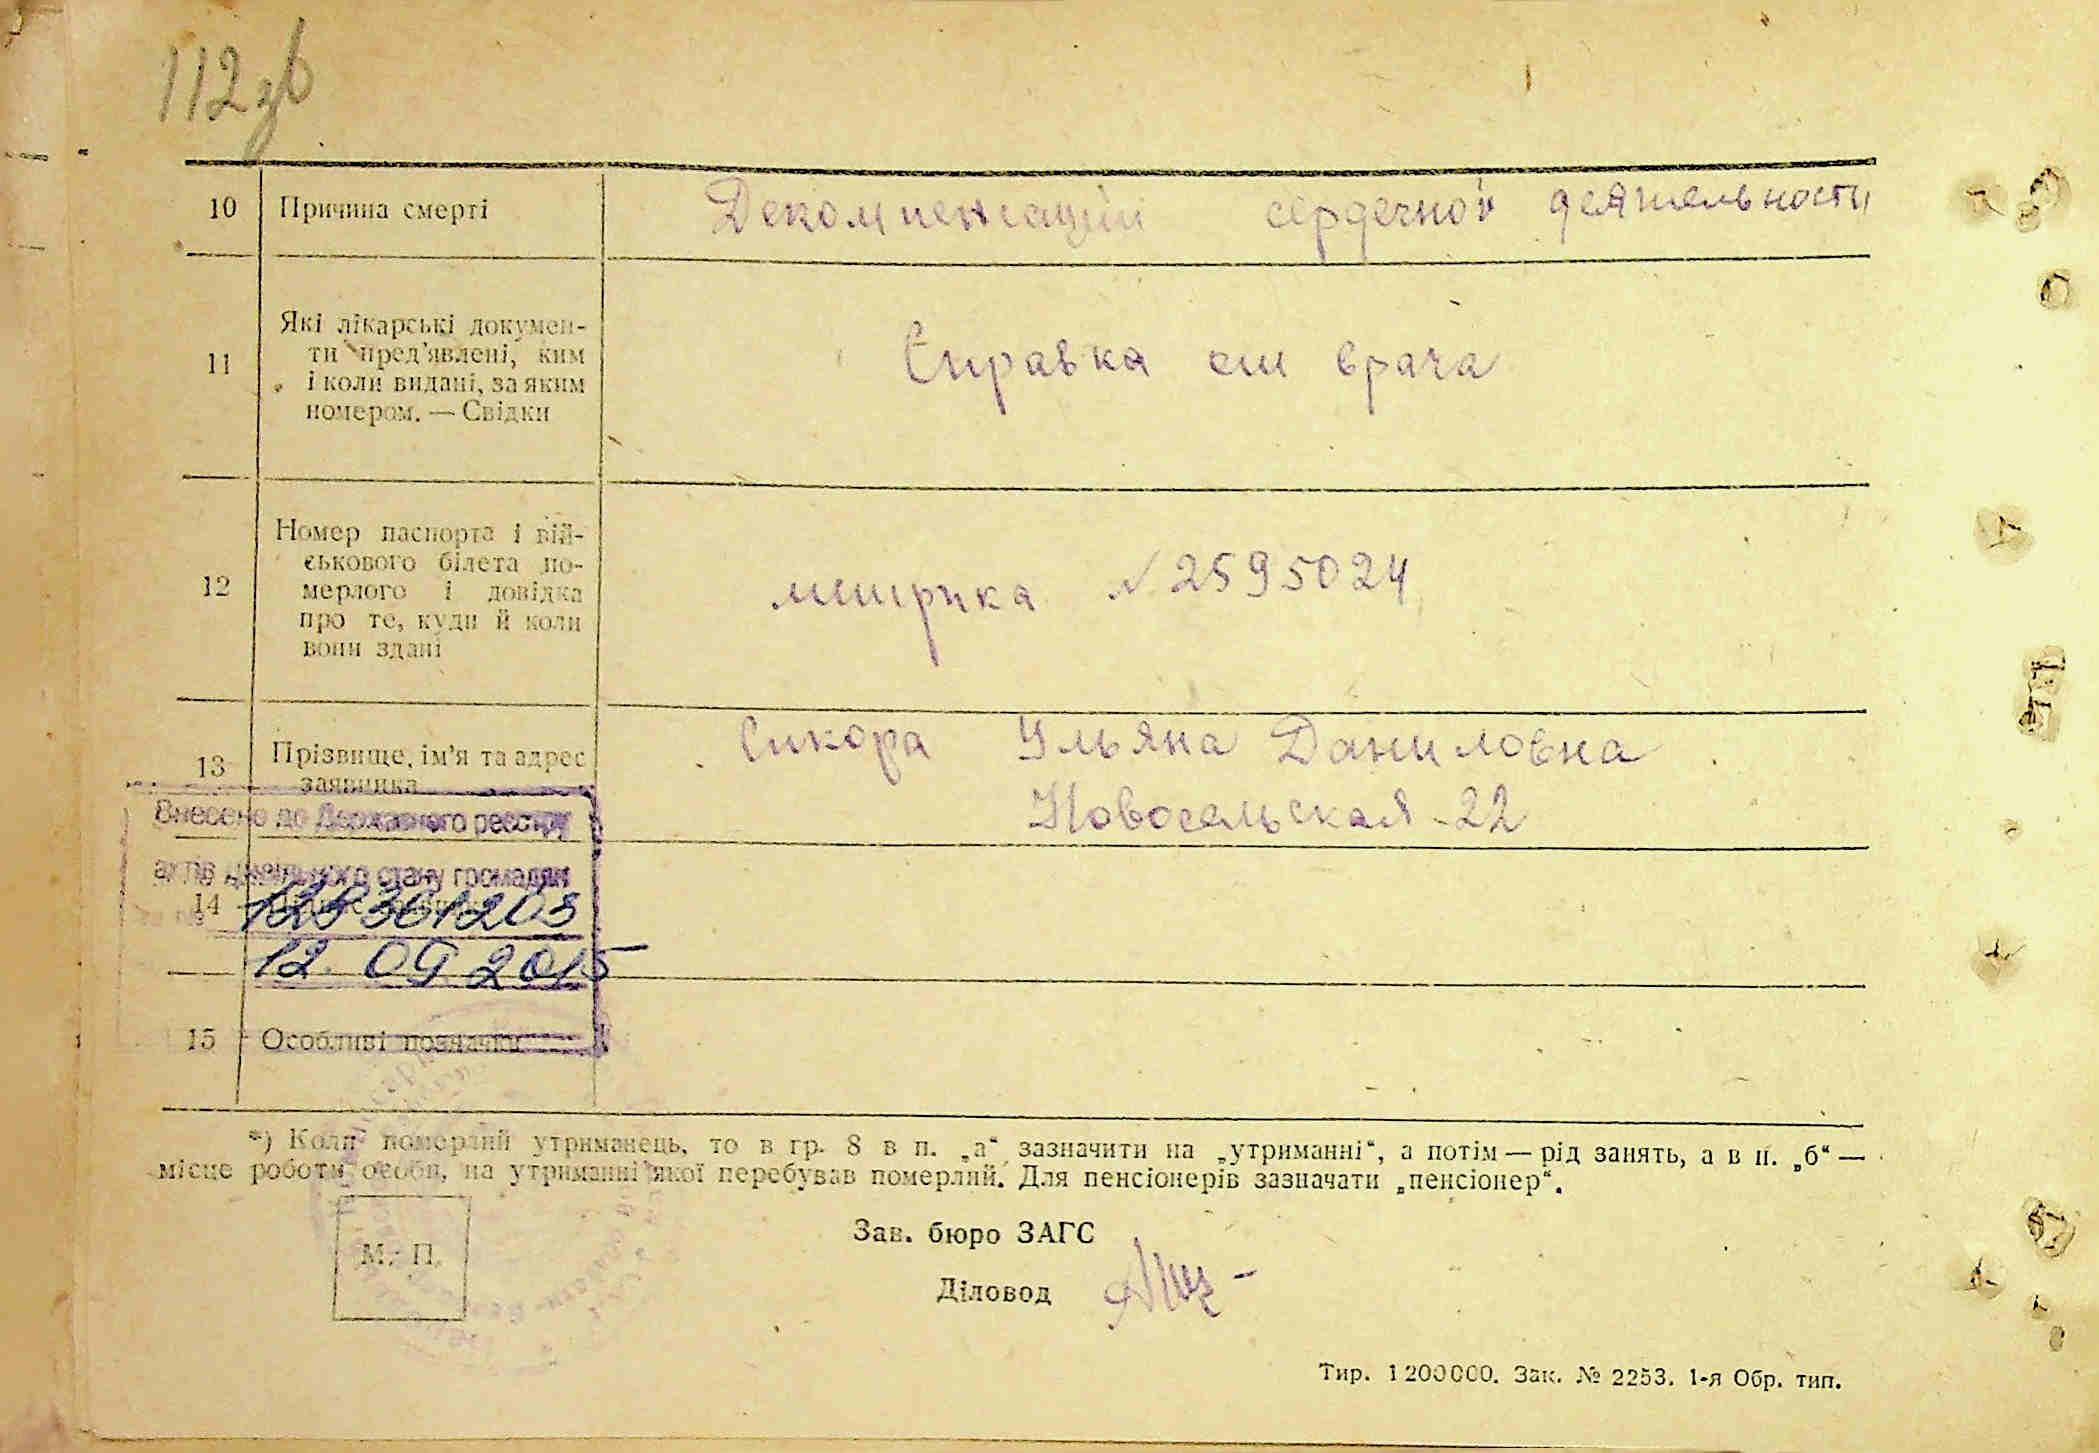 112 зв
10 Причина смерті Декомпенсации сердечной деятельности
Які лікарські докумен-
ти пред'явлені, ким
11 і коли видані, за яким
номером. — Свідки
Справка от врача
Номер паспорта і вій-
ськового білета по-
12 мерлого і довідка
про те, куди й коли
вони здані
метрика № 2595024
13 Прізвище, ім'я та адрес
заявника
Сикора Ульяна Даниловна
Новосельская - 22
Внесено до Державного реєстру
актів цивільного стану громадян
14
12.09.2015
15 Особливі позначки
*) Коли померлий утриманець, то в гр. 8 в п. „а“ зазначити на „утриманні“, а потім — рід занять, а в п. „б“ —
місце роботи особи, на утриманні якої перебував померлий. Для пенсіонерів зазначати „пенсіонер“.
М. П.
Зав. бюро ЗАГС
Діловод
Тир. 1 200 000. Зак. № 2253. 1-я Обр. тип.